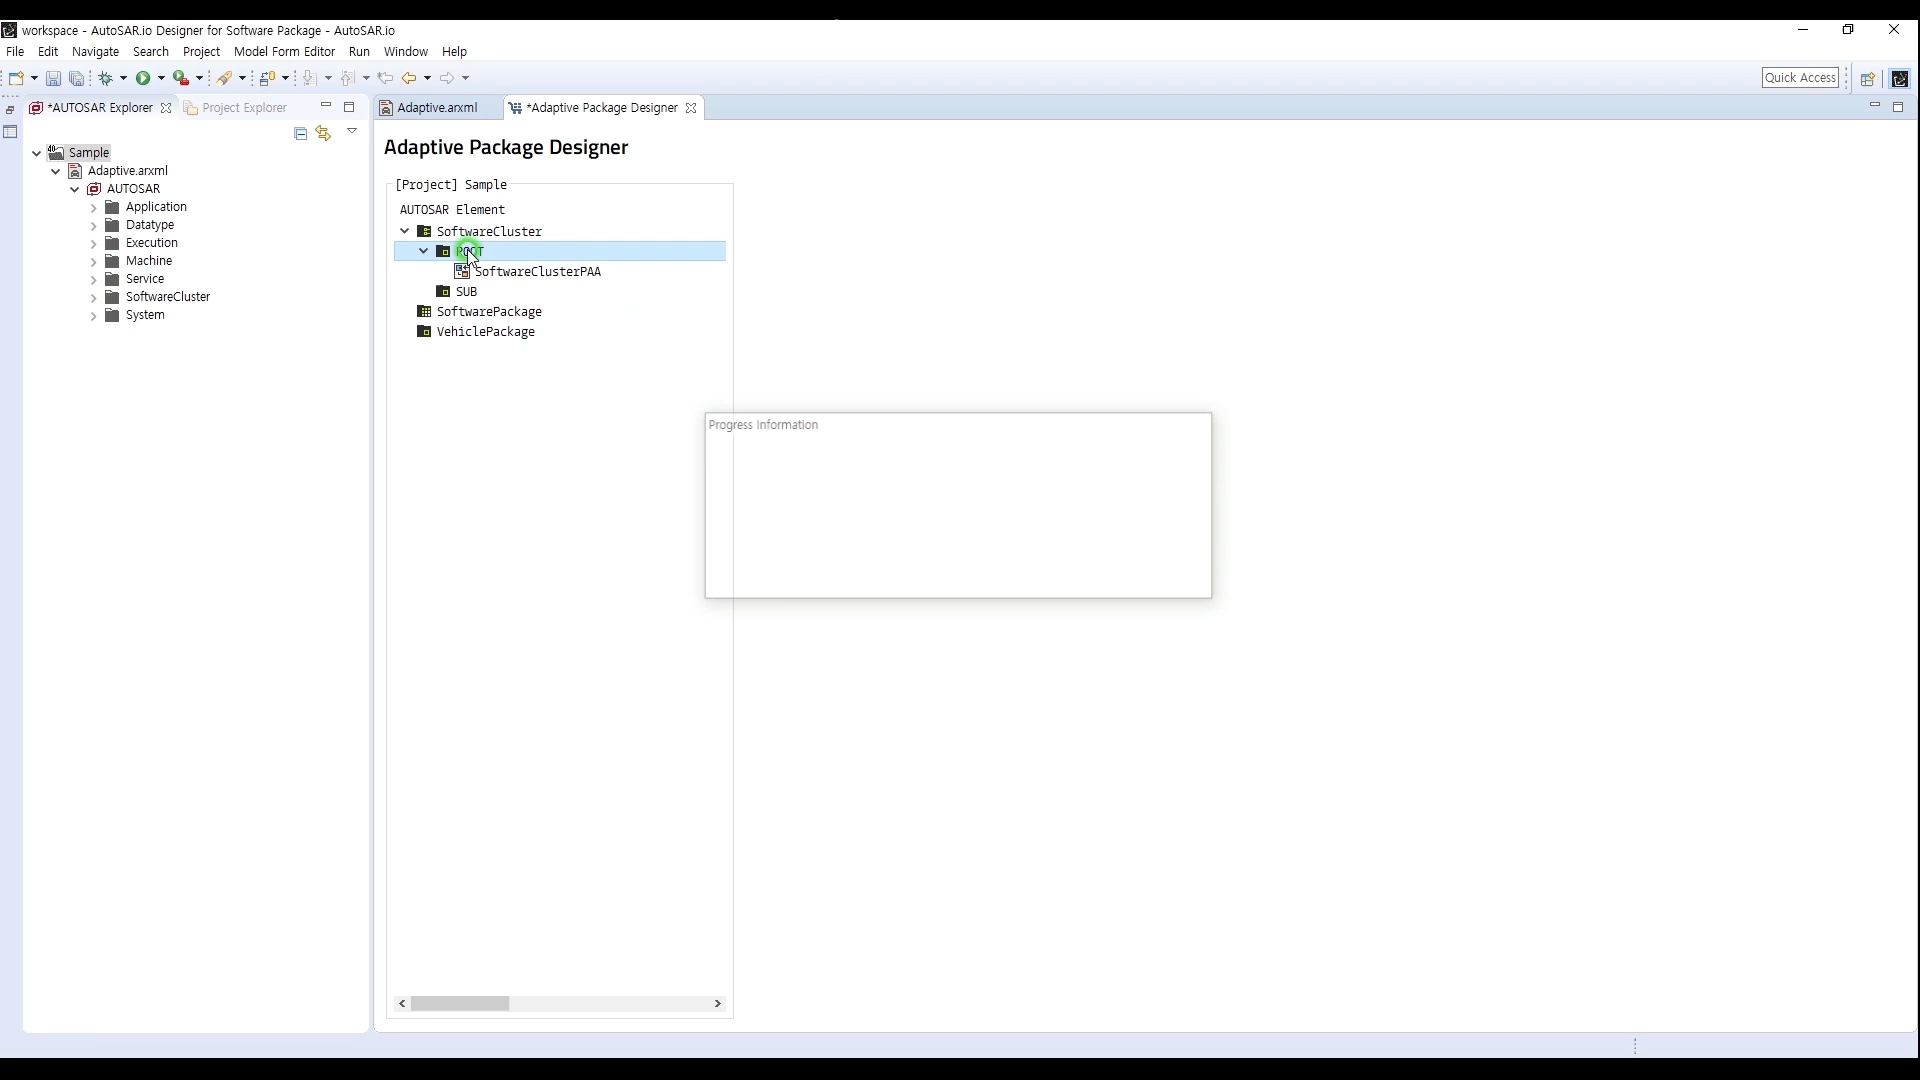 workspace - AutoSAR.io Designer for Software Package - AutoSAR.io
File Edit Navigate Search Project Model Form Editor Run Window Help
Quick Access
*AUTOSAR Explorer Project Explorer
Adaptive.arxml *Adaptive Package Designer
Sample
Adaptive.arxml
AUTOSAR
Application
Datatype
Execution
Machine
Service
SoftwareCluster
System
Adaptive Package Designer
[Project] Sample
AUTOSAR Element
SoftwareCluster
ROOT
SoftwareClusterPAA
SUB
SoftwarePackage
VehiclePackage
Progress Information